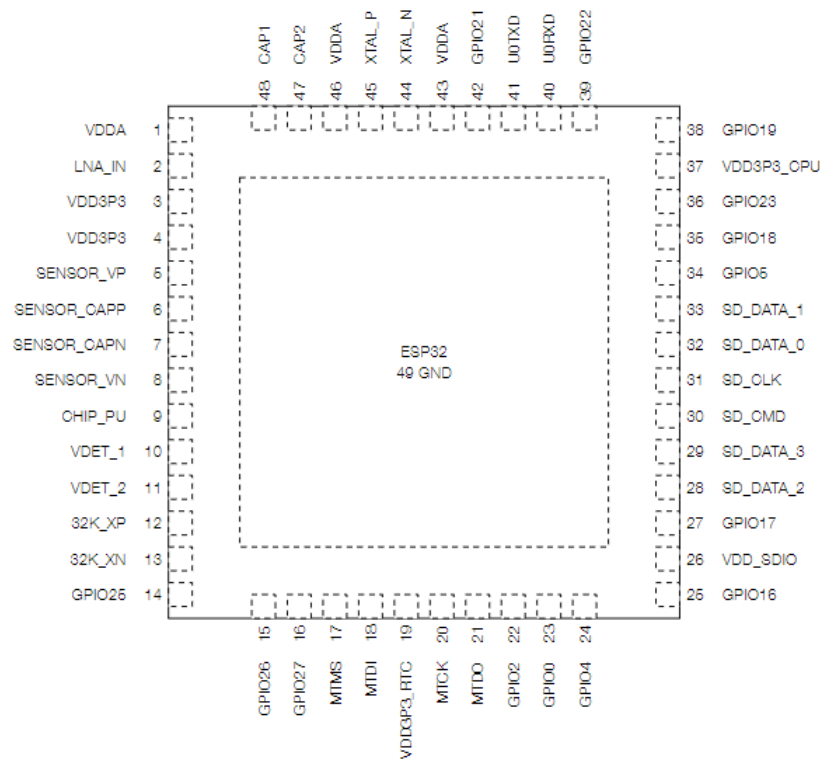 CAP1
CAP2
VDDA
XTAL_P
XTAL_N
VDDA
GPIO21
U0TXD
U0RXD
GPIO22
48
47
46
45
44
43
42
41
40
39
VDDA 1
LNA_IN 2
VDD3P3 3
VDD3P3 4
SENSOR_VP 5
SENSOR_CAPP 6
SENSOR_CAPN 7
SENSOR_VN 8
CHIP_PU 9
VDET_1 10
VDET_2 11
32K_XP 12
32K_XN 13
GPIO25 14
ESP32
49 GND
38 GPIO19
37 VDD3P3_CPU
36 GPIO23
35 GPIO18
34 GPIO5
33 SD_DATA_1
32 SD_DATA_0
31 SD_CLK
30 SD_CMD
29 SD_DATA_3
28 SD_DATA_2
27 GPIO17
26 VDD_SDIO
25 GPIO16
15
16
17
18
19
20
21
22
23
24
GPIO26
GPIO27
MTMS
MTDI
VDD3P3_RTC
MTCK
MTDO
GPIO2
GPIO0
GPIO4